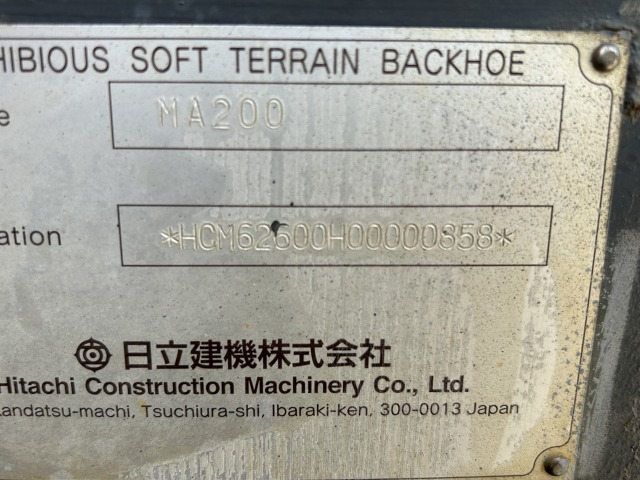 HIBIOUS SOFT TERRAIN BACKHOE
e
MA200
ation
*HCM62600H00000858*
日立建機株式会社
Hitachi Construction Machinery Co., Ltd.
andatsu-machi, Tsuchiura-shi, Ibaraki-ken, 300-0013 Japan